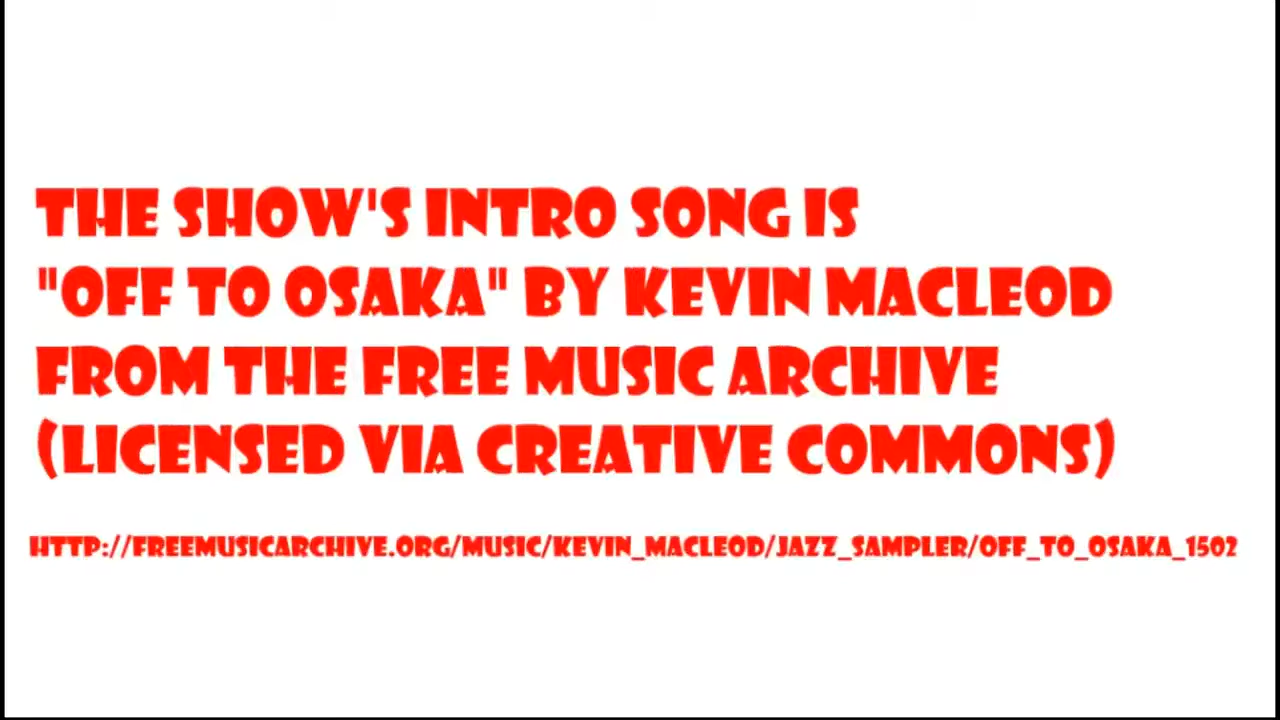 THE SHOW'S INTRO SONG IS
"OFF TO OSAKA" BY KEVIN MACLEOD
FROM THE FREE MUSIC ARCHIVE
(LICENSED VIA CREATIVE COMMONS)
HTTP://FREEMUSICARCHIVE.ORG/MUSIC/KEVIN_MACLEOD/JAZZ_SAMPLER/OFF_TO_OSAKA_1502